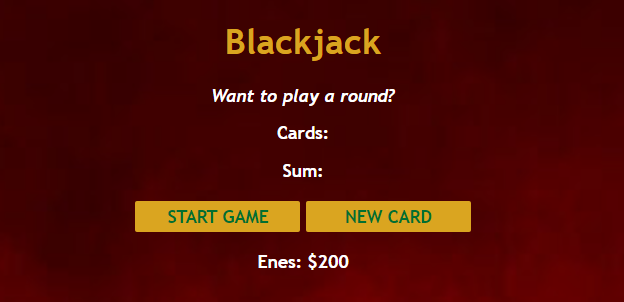 Blackjack
Want to play a round?
Cards:
Sum:
START GAME NEW CARD
Enes: $200